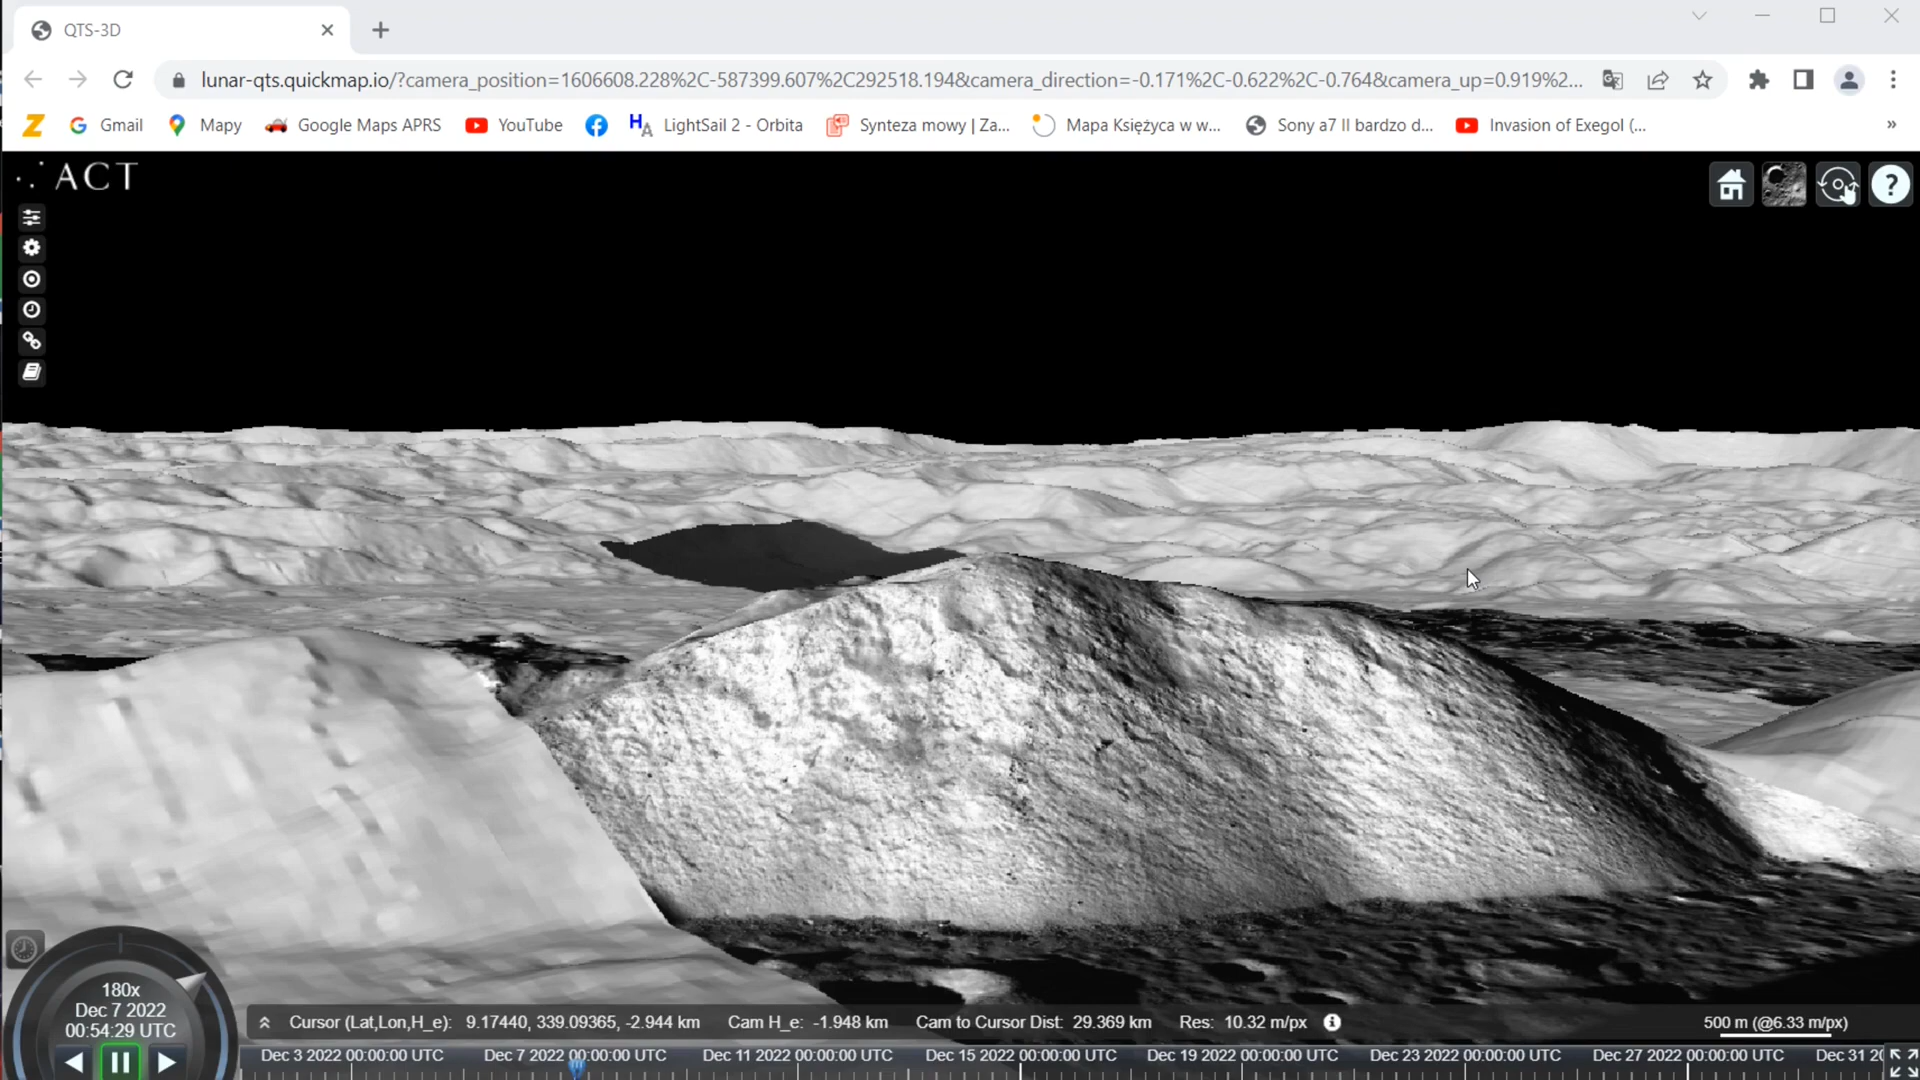 QTS-3D
lunar-qts.quickmap.io/?camera_position=1606608.228%2C-587399.607%2C292518.194&camera_direction=-0.171%2C-0.622%2C-0.764&camera_up=0.919%2...
Z Gmail Mapy Google Maps APRS YouTube HA LightSail 2 - Orbita Synteza mowy | Za... Mapa Księżyca w w... Sony a7 II bardzo d... Invasion of Exegol (... »
ACT
?
180x
Dec 7 2022
00:54:29 UTC
Cursor (Lat,Lon,H_e): 9.17440, 339.09365, -2.944 km Cam H_e: -1.948 km Cam to Cursor Dist: 29.369 km Res: 10.32 m/px
500 m (@6.33 m/px)
Dec 3 2022 00:00:00 UTC Dec 7 2022 00:00:00 UTC Dec 11 2022 00:00:00 UTC Dec 15 2022 00:00:00 UTC Dec 19 2022 00:00:00 UTC Dec 23 2022 00:00:00 UTC Dec 27 2022 00:00:00 UTC Dec 31 2